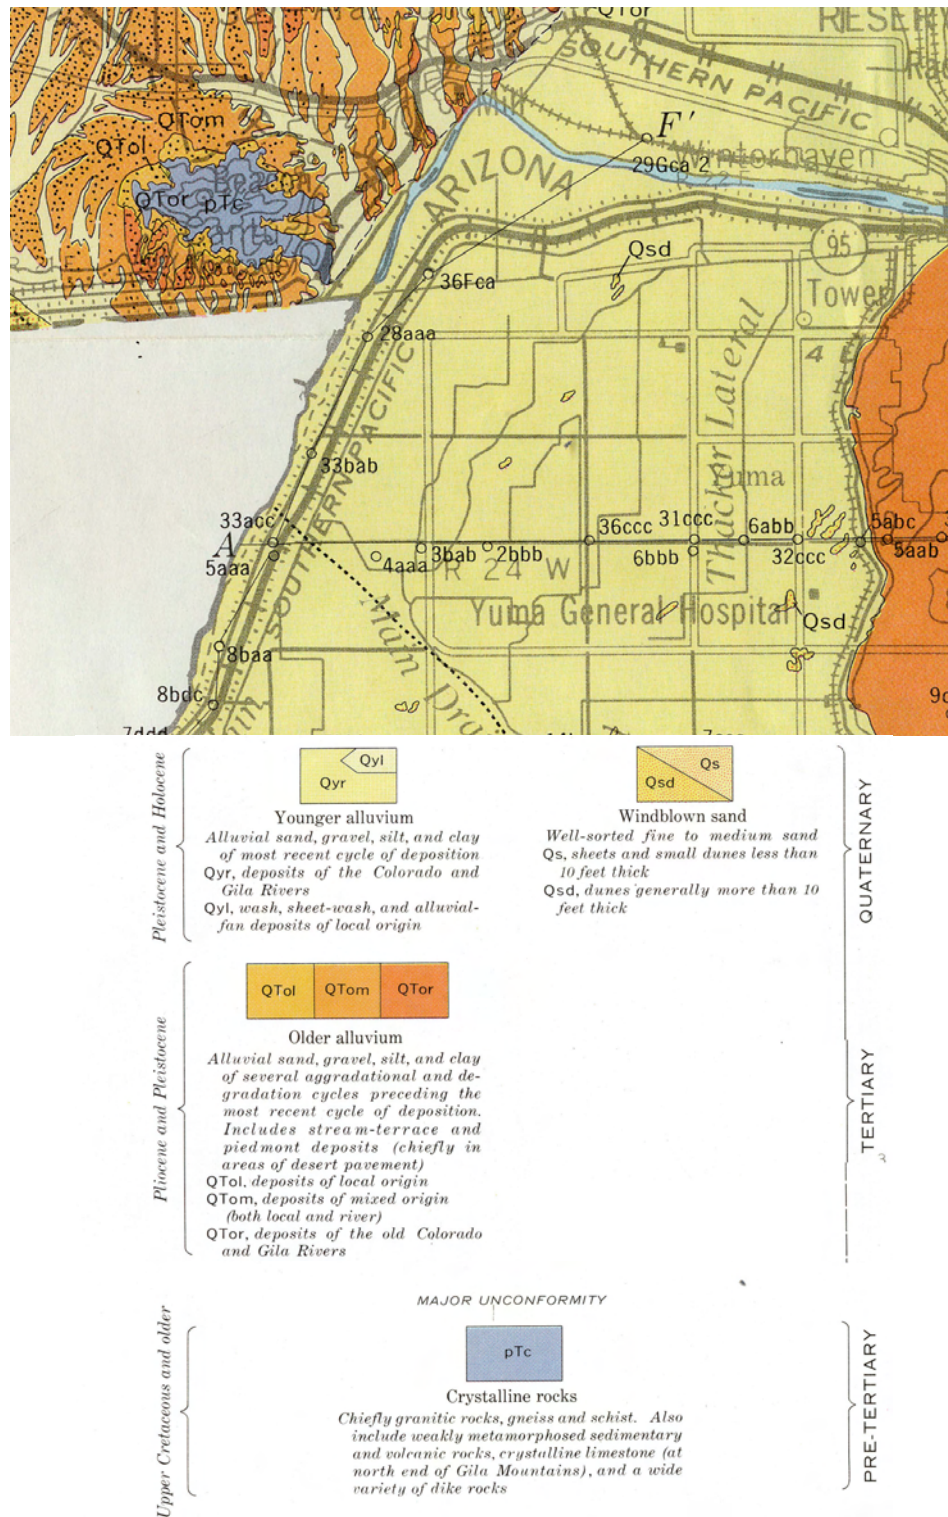 QTor
RESER
SOUTHERN PACIFIC
F'
QTom
QTol
29Gca 2
Winterhaven
ARIZONA
QTor
pTc
Qsd
95
36Fca
Tower
28aaa
4
PACIFIC
Thacker Lateral
33bab
Yuma
SOUTHERN
33acc
36ccc
31ccc
6abb
5abc
A
5aaa
4aaa
3bab
2bbb
6bbb
32ccc
5aab
R 24 W
Yuma General Hospital
Qsd
Main Drain
8baa
8bdc
7ddd
Qyl
Qyr
Younger alluvium
Alluvial sand, gravel, silt, and clay
of most recent cycle of deposition
Qyr, deposits of the Colorado and
Gila Rivers
Qyl, wash, sheet-wash, and alluvial-
fan deposits of local origin
Pleistocene and Holocene
Qs
Qsd
Windblown sand
Well-sorted fine to medium sand
Qs, sheets and small dunes less than
10 feet thick
Qsd, dunes generally more than 10
feet thick
QUATERNARY
QTol
QTom
QTor
Older alluvium
Alluvial sand, gravel, silt, and clay
of several aggradational and de-
gradation cycles preceding the
most recent cycle of deposition.
Includes stream-terrace and
piedmont deposits (chiefly in
areas of desert pavement)
QTol, deposits of local origin
QTom, deposits of mixed origin
(both local and river)
QTor, deposits of the old Colorado
and Gila Rivers
Pliocene and Pleistocene
TERTIARY
MAJOR UNCONFORMITY
pTc
Crystalline rocks
Chiefly granitic rocks, gneiss and schist. Also
include weakly metamorphosed sedimentary
and volcanic rocks, crystalline limestone (at
north end of Gila Mountains), and a wide
variety of dike rocks
Upper Cretaceous and older
PRE-TERTIARY